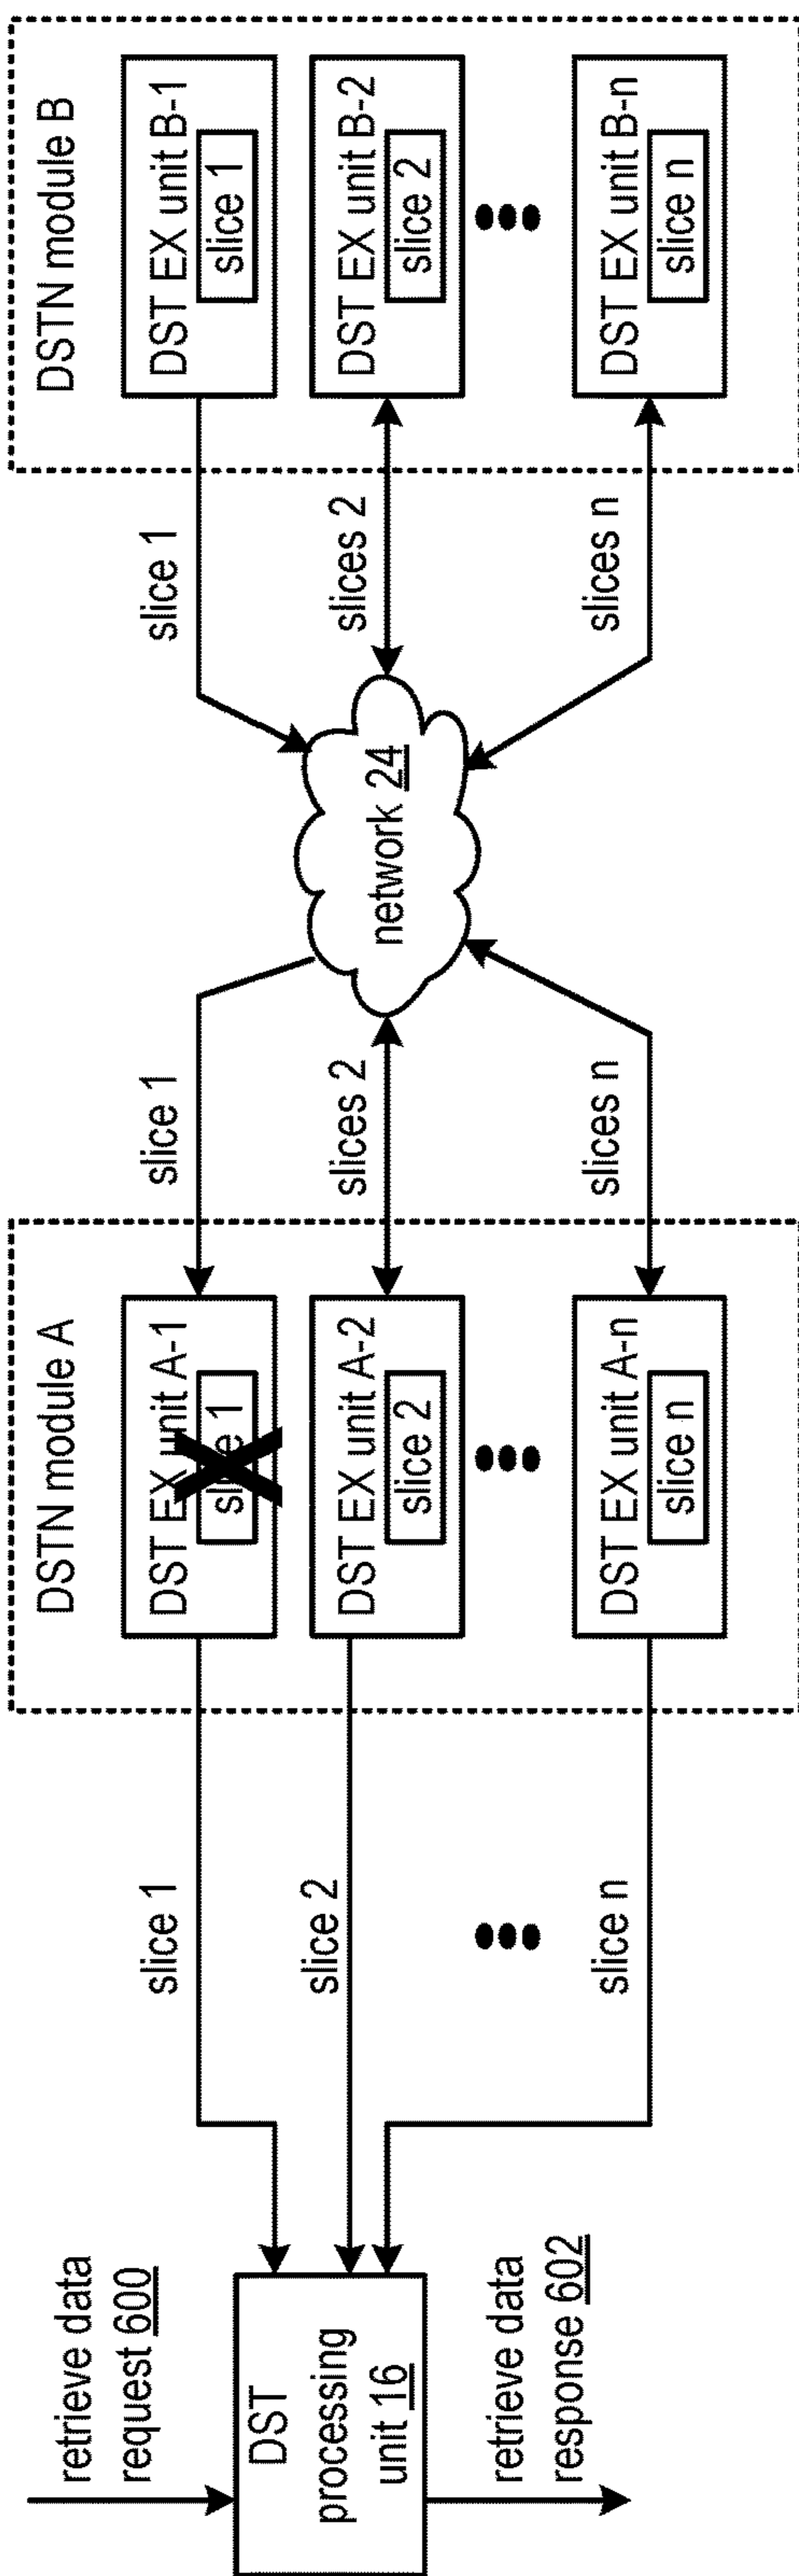 retrieve data
request 600
DST
processing
unit 16
retrieve data
response 602
slice 1
slice 2
slice n
DSTN module A
DST EX unit A-1
slice 1
DST EX unit A-2
slice 2
DST EX unit A-n
slice n
slice 1
slices 2
slices n
network 24
slice 1
slices 2
slices n
DSTN module B
DST EX unit B-1
slice 1
DST EX unit B-2
slice 2
DST EX unit B-n
slice n